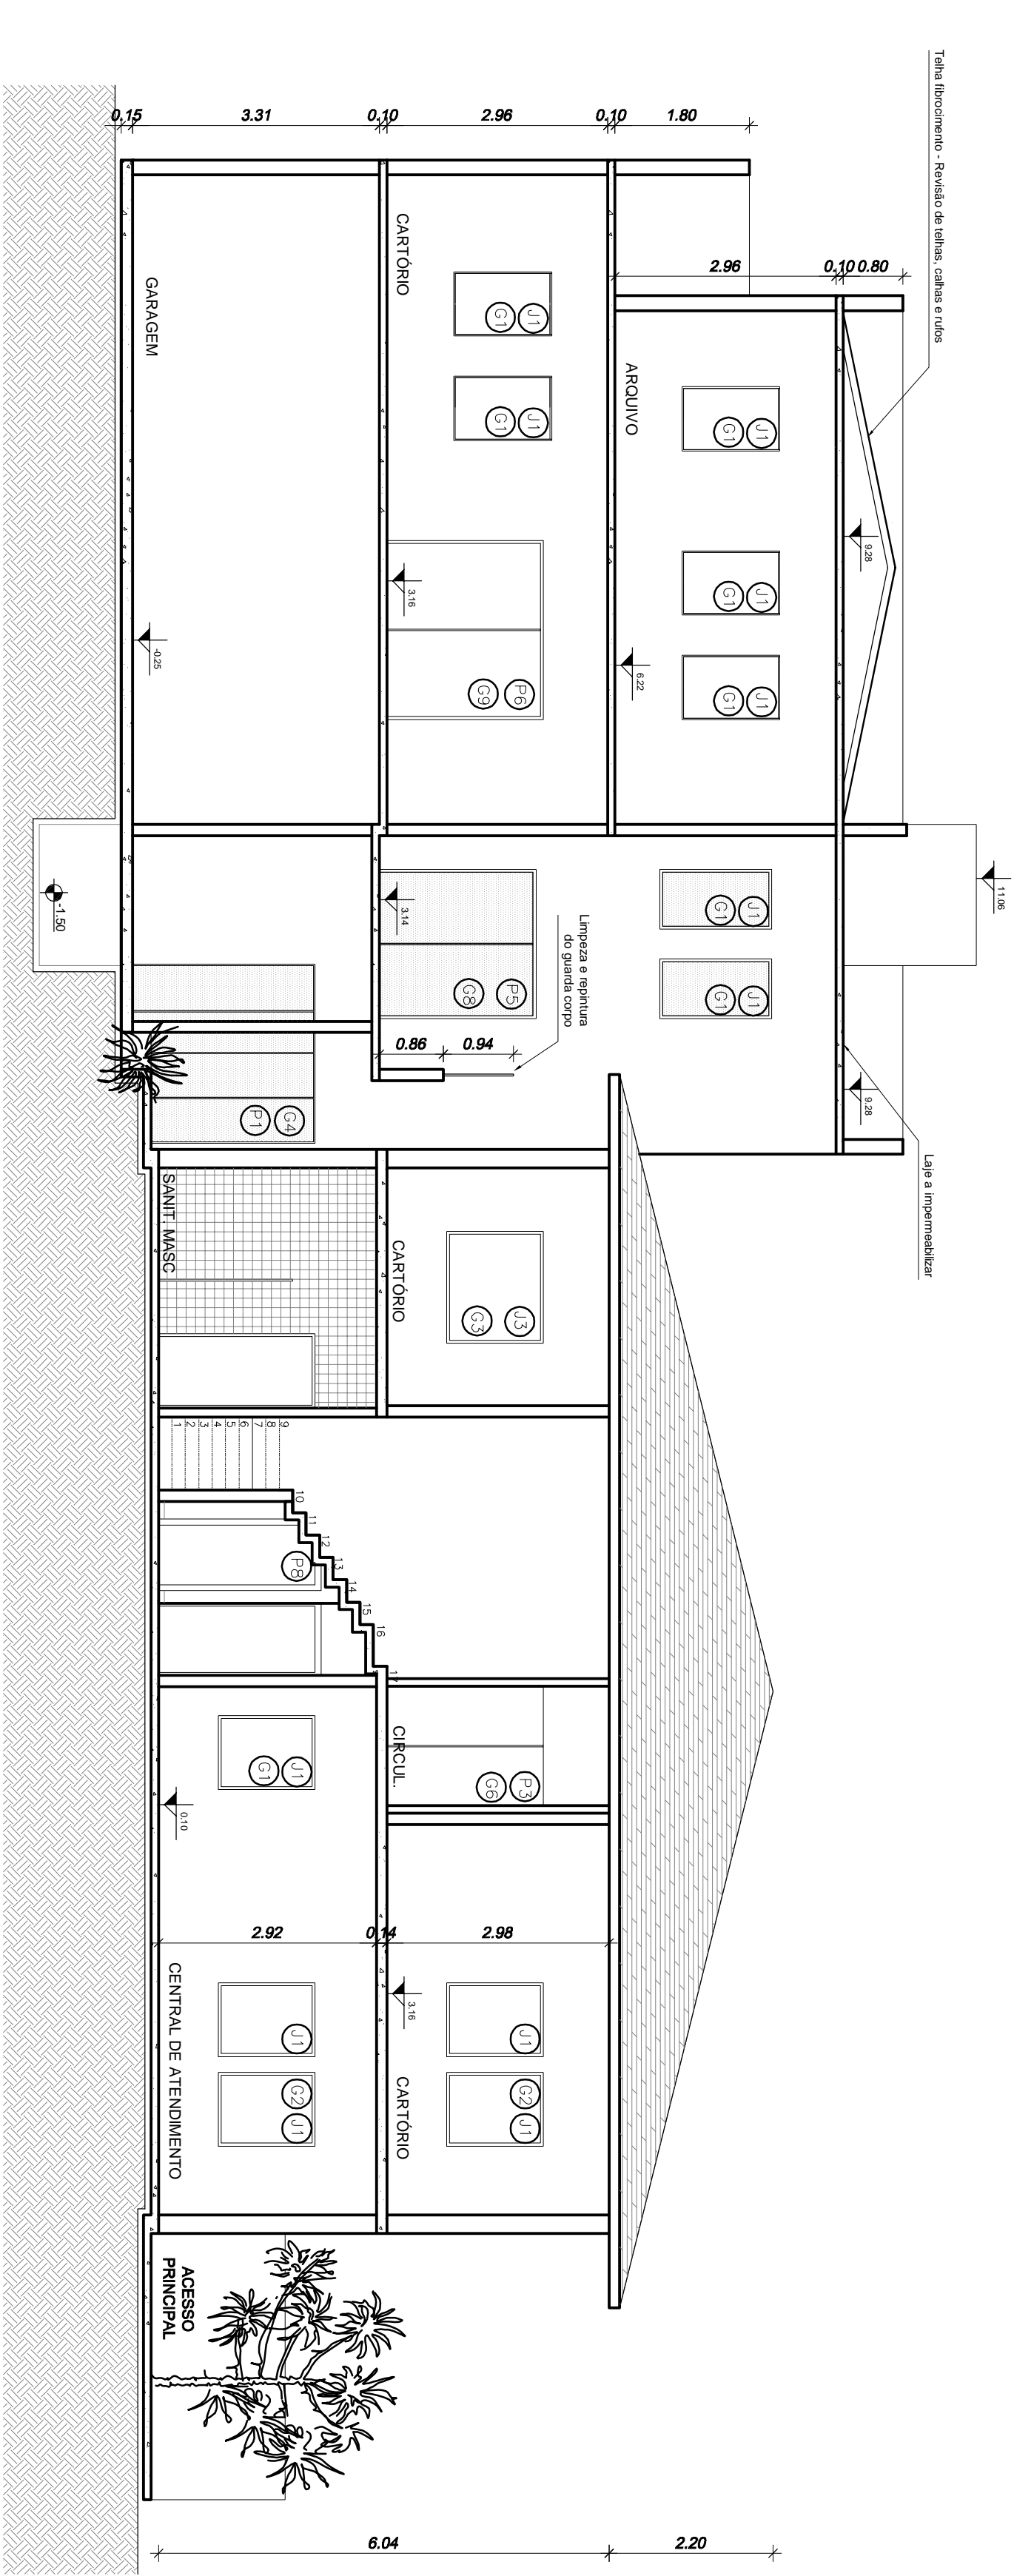 Telha fibrocimento - Revisão de telhas, calhas e rufos
0.15
3.31
0.10
2.96
0.10
1.80
2.96
0.10
0.80
GARAGEM
CARTÓRIO
ARQUIVO
J1
G1
J1
G1
J1
G1
J1
G1
J1
G1
9.28
3.16
-0.25
6.22
P6
G9
11.06
-1.50
3.14
J1
G1
J1
G1
P5
G8
Limpeza e repintura
do guarda corpo
0.86
0.94
9.28
Laje a impermeabilizar
G4
P1
SANIT. MASC
CARTÓRIO
J3
G3
1
2
3
4
5
6
7
8
9
10
11
12
13
14
15
16
17
P8
CIRCUL.
P3
G6
J1
G1
0.10
2.92
0.14
2.98
3.16
CENTRAL DE ATENDIMENTO
CARTÓRIO
J1
G2
J1
J1
G2
J1
ACESSO
PRINCIPAL
6.04
2.20